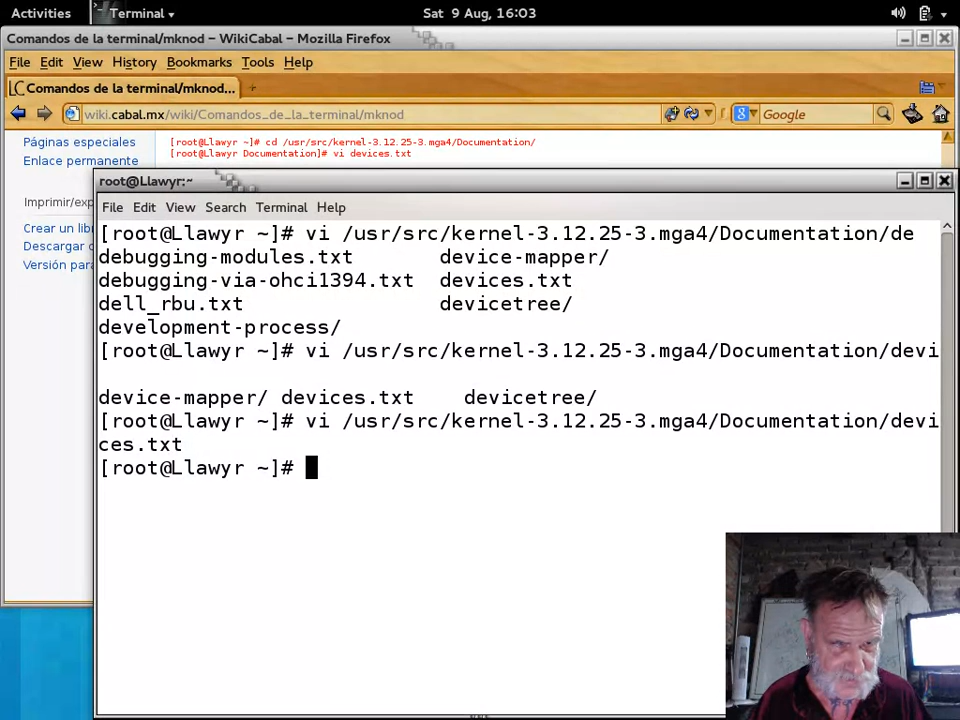 Activities Terminal Sat 9 Aug, 16:03
Comandos de la terminal/mknod – WikiCabal – Mozilla Firefox
File Edit View History Bookmarks Tools Help
Comandos de la terminal/mknod...
wiki.cabal.mx/wiki/Comandos_de_la_terminal/mknod Google
Páginas especiales
Enlace permanente
Imprimir/exp
Crear un lib
Descargar c
Versión para
[root@Llawyr ~]# cd /usr/src/kernel-3.12.25-3.mga4/Documentation/
[root@Llawyr Documentation]# vi devices.txt
root@Llawyr:~
File Edit View Search Terminal Help
[root@Llawyr ~]# vi /usr/src/kernel-3.12.25-3.mga4/Documentation/de
debugging-modules.txt device-mapper/
debugging-via-ohci1394.txt devices.txt
dell_rbu.txt devicetree/
development-process/
[root@Llawyr ~]# vi /usr/src/kernel-3.12.25-3.mga4/Documentation/devi
device-mapper/ devices.txt devicetree/
[root@Llawyr ~]# vi /usr/src/kernel-3.12.25-3.mga4/Documentation/devi
ces.txt
[root@Llawyr ~]#